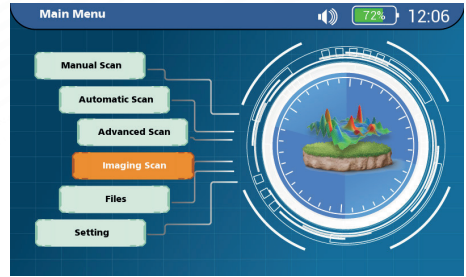 Main Menu
72%
12:06
Manual Scan
Automatic Scan
Advanced Scan
Imaging Scan
Files
Setting